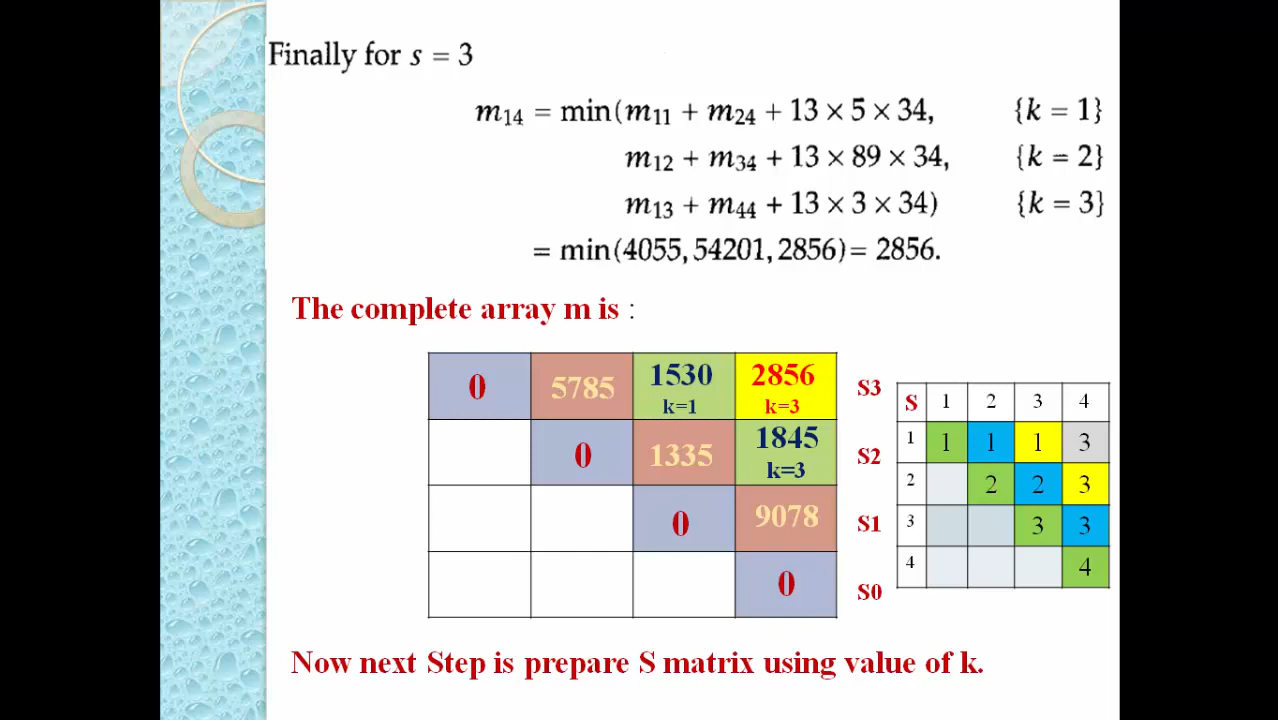 Finally for s = 3
m14 = min(m11 + m24 + 13 × 5 × 34, {k = 1}
m12 + m34 + 13 × 89 × 34, {k = 2}
m13 + m44 + 13 × 3 × 34) {k = 3}
= min(4055, 54201, 2856) = 2856.
The complete array m is :
0 5785 1530 2856
k=1 k=3
0 1335 1845
k=3
0 9078
0
S3
S2
S1
S0
S 1 2 3 4
1 1 1 1 3
2 2 2 3
3 3 3
4 4
Now next Step is prepare S matrix using value of k.